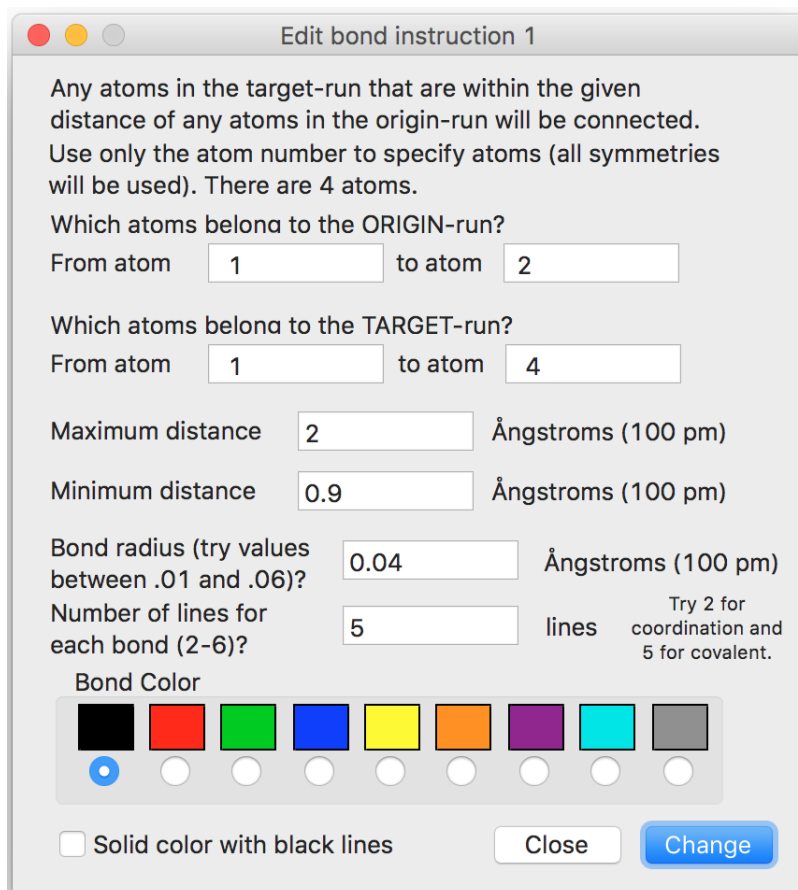 Edit bond instruction 1
Any atoms in the target-run that are within the given
distance of any atoms in the origin-run will be connected.
Use only the atom number to specify atoms (all symmetries
will be used). There are 4 atoms.
Which atoms belong to the ORIGIN-run?
From atom 1 to atom 2
Which atoms belong to the TARGET-run?
From atom 1 to atom 4
Maximum distance 2 Ångstroms (100 pm)
Minimum distance 0.9 Ångstroms (100 pm)
Bond radius (try values
between .01 and .06)?
0.04 Ångstroms (100 pm)
Number of lines for
each bond (2-6)?
5 lines
Try 2 for
coordination and
5 for covalent.
Bond Color
Solid color with black lines
Close
Change